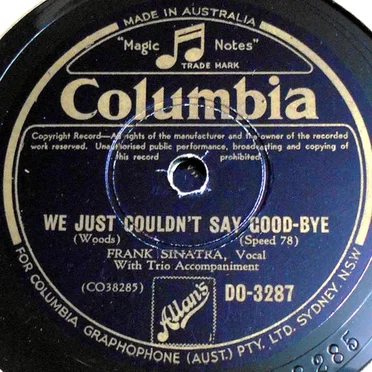 MADE IN AUSTRALIA
"Magic Notes"
TRADE MARK
Columbia
Copyright Record—All rights of the manufacturer and the owner of the recorded
work reserved. Unauthorised public performance, broadcasting and copying of
this record prohibited.
WE JUST COULDN'T SAY GOOD-BYE
(Woods) (Speed 78)
FRANK SINATRA, Vocal
With Trio Accompaniment
(CO38285) Allan's DO-3287
FOR COLUMBIA GRAPHOPHONE (AUST.) PTY. LTD. SYDNEY. N.S.W.
8285